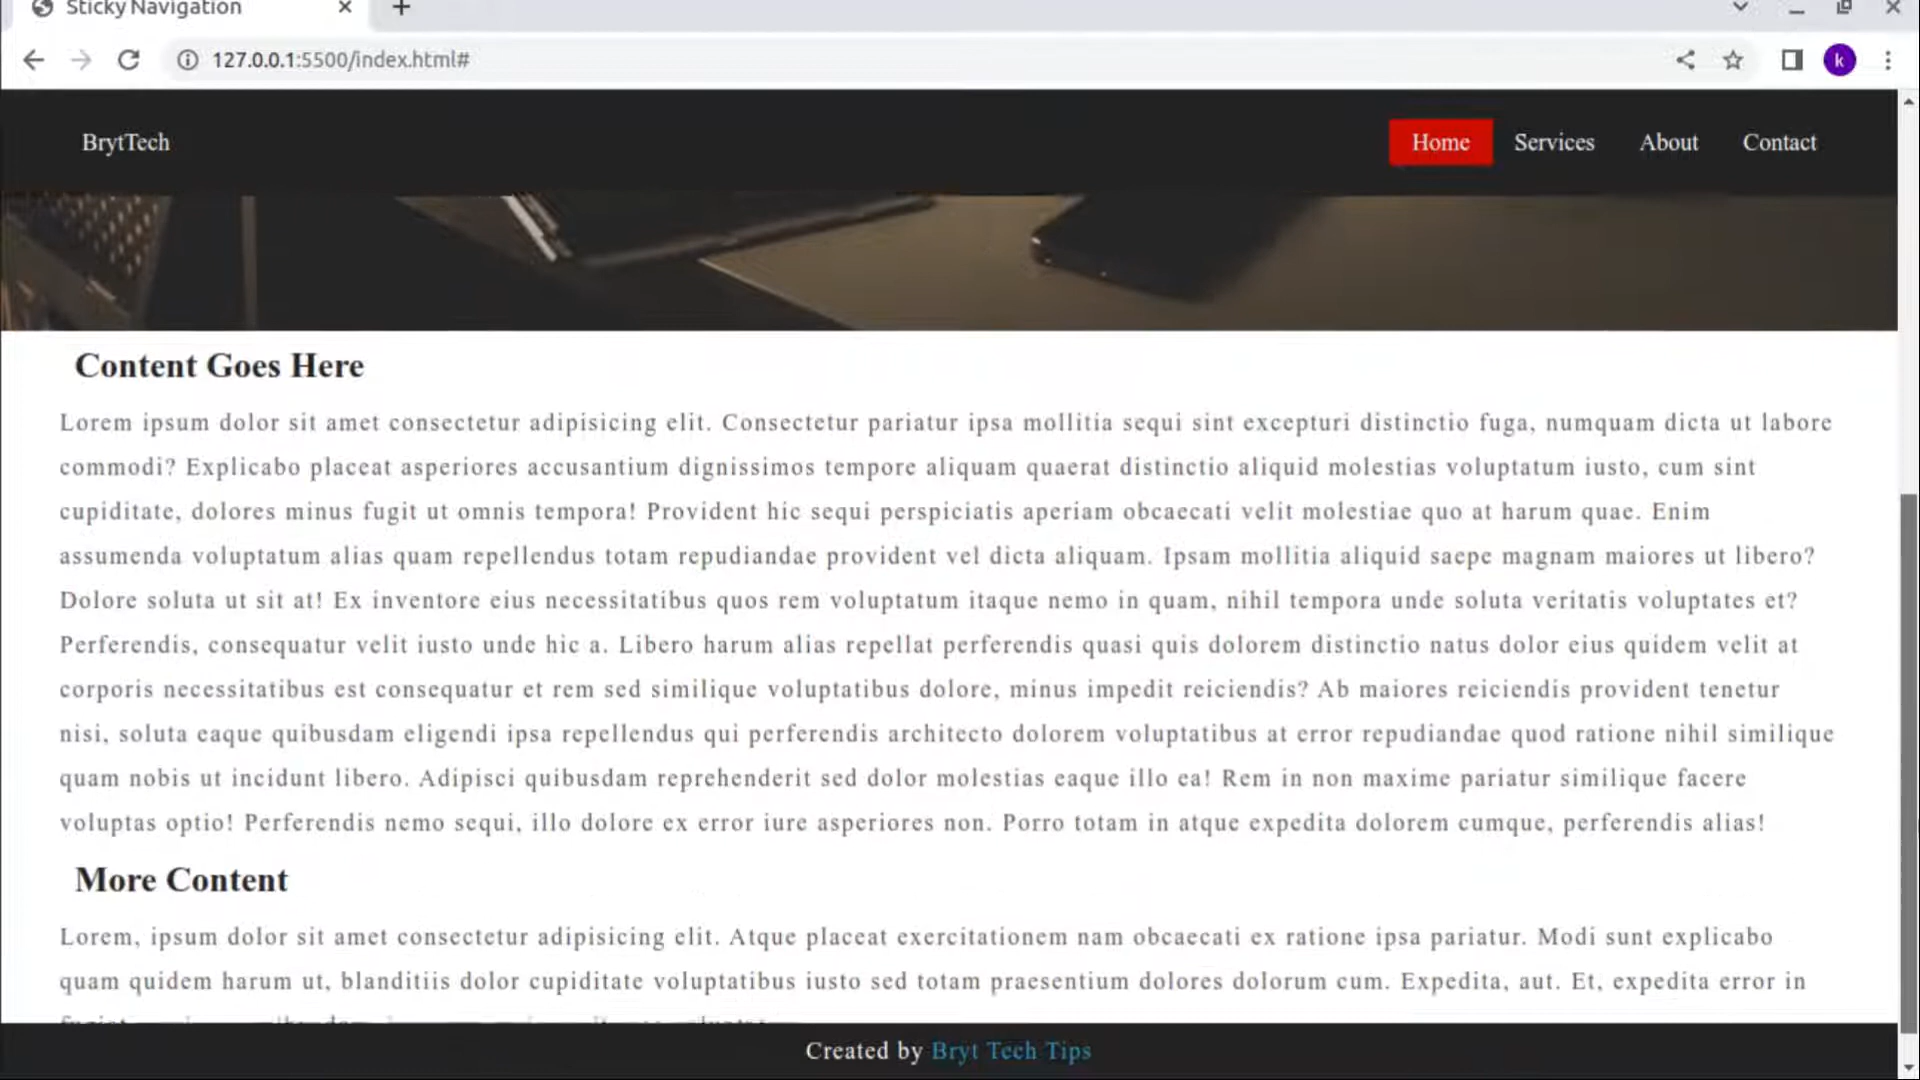 Sticky Navigation
127.0.0.1:5500/index.html#
k
BrytTech
Home Services About Contact
Content Goes Here
Lorem ipsum dolor sit amet consectetur adipisicing elit. Consectetur pariatur ipsa mollitia sequi sint excepturi distinctio fuga, numquam dicta ut labore
commodi? Explicabo placeat asperiores accusantium dignissimos tempore aliquam quaerat distinctio aliquid molestias voluptatum iusto, cum sint
cupiditate, dolores minus fugit ut omnis tempora! Provident hic sequi perspiciatis aperiam obcaecati velit molestiae quo at harum quae. Enim
assumenda voluptatum alias quam repellendus totam repudiandae provident vel dicta aliquam. Ipsam mollitia aliquid saepe magnam maiores ut libero?
Dolore soluta ut sit at! Ex inventore eius necessitatibus quos rem voluptatum itaque nemo in quam, nihil tempora unde soluta veritatis voluptates et?
Perferendis, consequatur velit iusto unde hic a. Libero harum alias repellat perferendis quasi quis dolorem distinctio natus dolor eius quidem velit at
corporis necessitatibus est consequatur et rem sed similique voluptatibus dolore, minus impedit reiciendis? Ab maiores reiciendis provident tenetur
nisi, soluta eaque quibusdam eligendi ipsa repellendus qui perferendis architecto dolorem voluptatibus at error repudiandae quod ratione nihil similique
quam nobis ut incidunt libero. Adipisci quibusdam reprehenderit sed dolor molestias eaque illo ea! Rem in non maxime pariatur similique facere
voluptas optio! Perferendis nemo sequi, illo dolore ex error iure asperiores non. Porro totam in atque expedita dolorem cumque, perferendis alias!
More Content
Lorem, ipsum dolor sit amet consectetur adipisicing elit. Atque placeat exercitationem nam obcaecati ex ratione ipsa pariatur. Modi sunt explicabo
quam quidem harum ut, blanditiis dolor cupiditate voluptatibus iusto sed totam praesentium dolores dolorum cum. Expedita, aut. Et, expedita error in
Created by Bryt Tech Tips